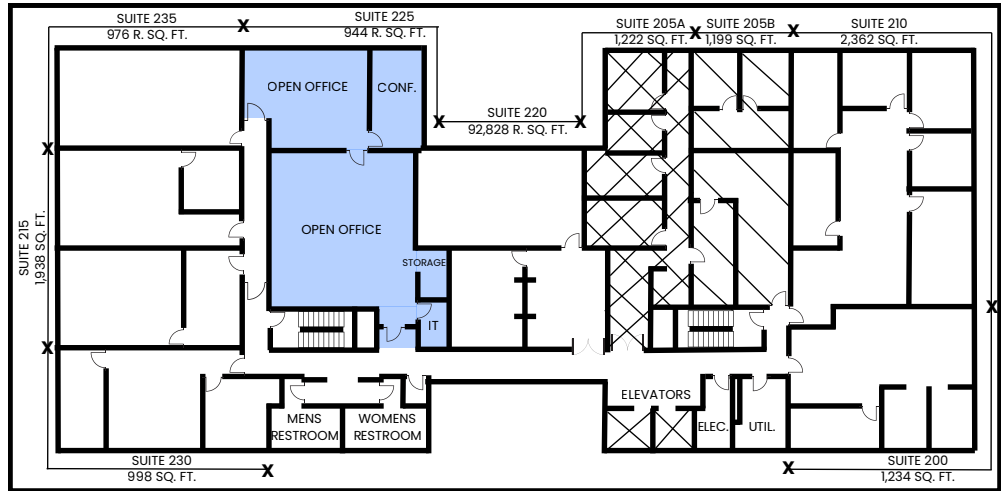 SUITE 235
976 R. SQ. FT.
SUITE 225
944 R. SQ. FT.
SUITE 205A
1,222 SQ. FT.
SUITE 205B
1,199 SQ. FT.
SUITE 210
2,362 SQ. FT.
X
X
X
OPEN OFFICE
CONF.
SUITE 220
92,828 R. SQ. FT.
X
X
X
SUITE 215
1,938 SQ. FT.
OPEN OFFICE
STORAGE
IT
X
X
ELEVATORS
MENS
RESTROOM
WOMENS
RESTROOM
ELEC.
UTIL.
SUITE 230
998 SQ. FT.
X
X
SUITE 200
1,234 SQ. FT.